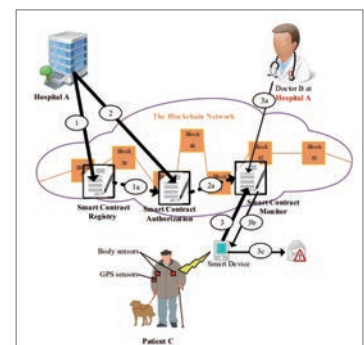 Hospital A
Doctor B at
Hospital A
1
2
3a
The Blockchain Network
Block
Block
Block
Block
Block
1a
2a
Smart Contract
Registry
Smart Contract
Authorization
Smart Contract
Monitor
3
3b
3c
Smart Device
Body sensors
GPS sensors
Patient C